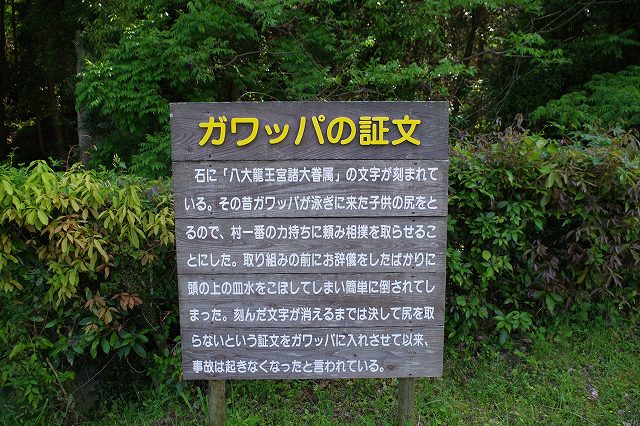 ガワッパの証文
石に「八大龍王宮諸大眷属」の文字が刻まれて
いる。その昔ガワッパが泳ぎに来た子供の尻をと
るので、村一番の力持ちに頼み相撲を取らせるこ
とにした。取り組みの前にお辞儀をしたばかりに
頭の上の皿水をこぼしてしまい簡単に倒されてし
まった。刻んだ文字が消えるまでは決して尻を取
らないという証文をガワッパに入れさせて以来、
事故は起きなくなったと言われている。